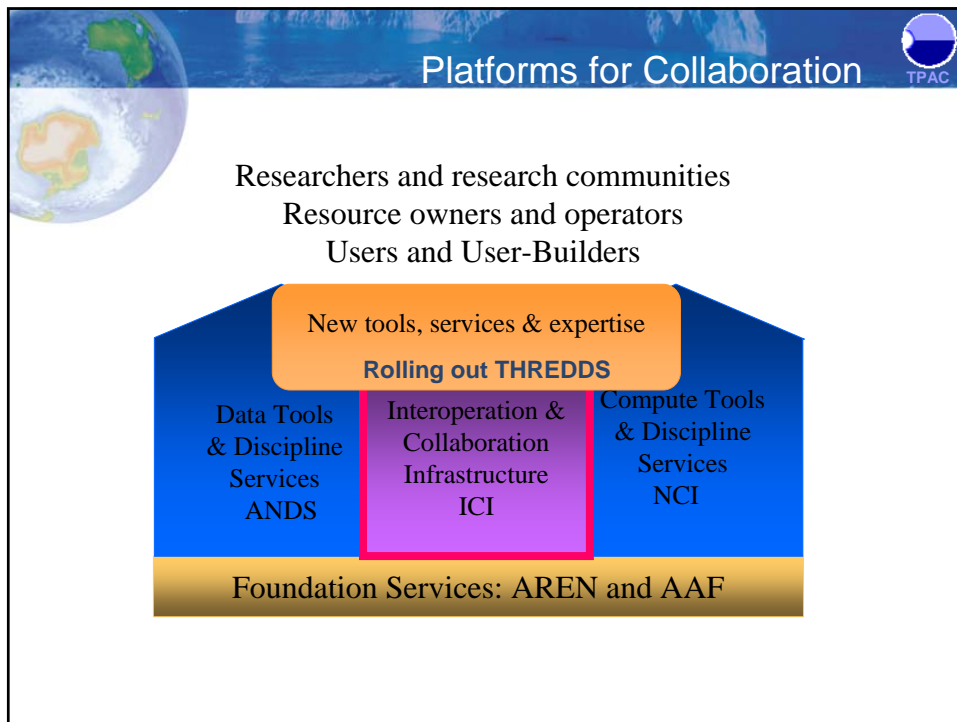 Platforms for Collaboration
TPAC
Researchers and research communities
Resource owners and operators
Users and User-Builders
New tools, services & expertise
Rolling out THREDDS
Data Tools
& Discipline
Services
ANDS
Interoperation &
Collaboration
Infrastructure
ICI
Compute Tools
& Discipline
Services
NCI
Foundation Services: AREN and AAF